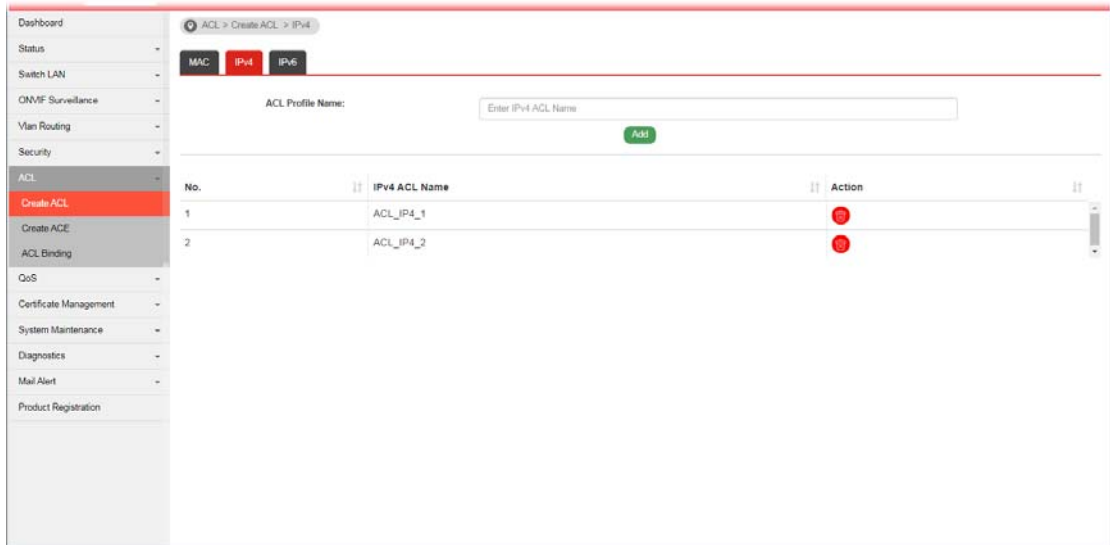 Dashboard
Status
Switch LAN
ONVIF Surveillance
Vlan Routing
Security
ACL
Create ACL
Create ACE
ACL Binding
QoS
Certificate Management
System Maintenance
Diagnostics
Mail Alert
Product Registration
ACL > Create ACL > IPv4
MAC IPv4 IPv6
ACL Profile Name: Enter IPv4 ACL Name
Add
No. IPv4 ACL Name Action
1 ACL_IP4_1
2 ACL_IP4_2